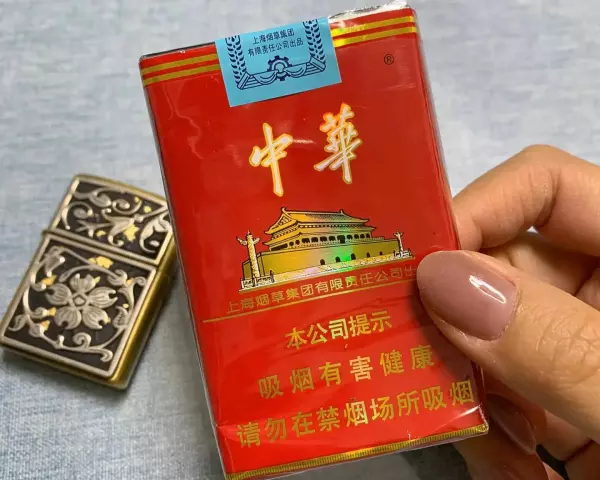 上海烟草集团
有限责任公司出品
®
中華
上海烟草集团有限责任公司出
本公司提示
吸烟有害健康
请勿在禁烟场所吸烟